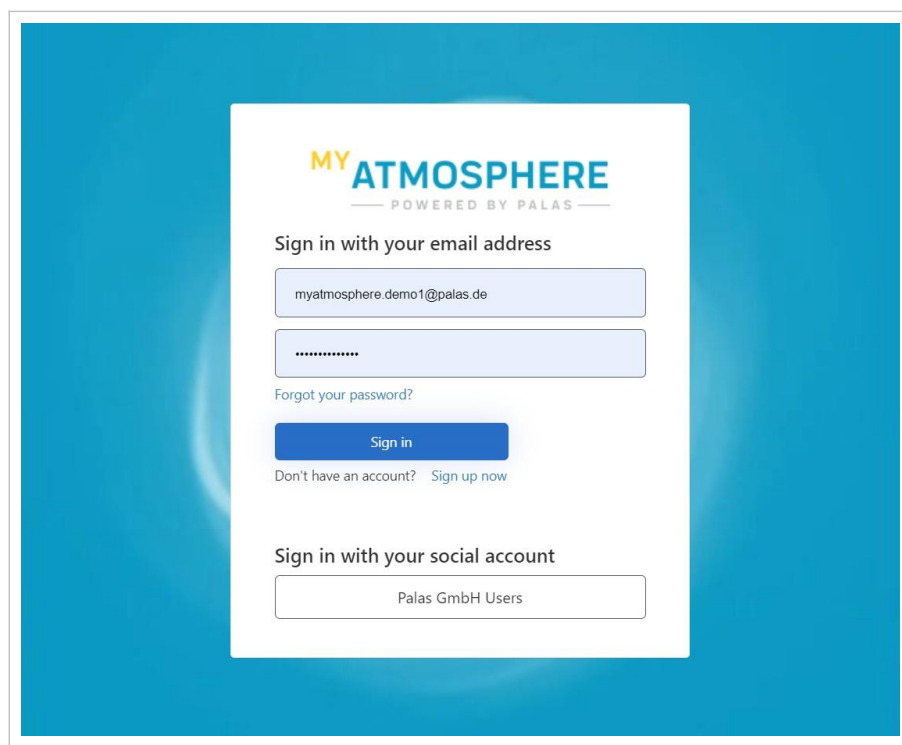 MY ATMOSPHERE
POWERED BY PALAS
Sign in with your email address
myatmosphere.demo1@palas.de
••••••••••••••
Forgot your password?
Sign in
Don't have an account? Sign up now
Sign in with your social account
Palas GmbH Users